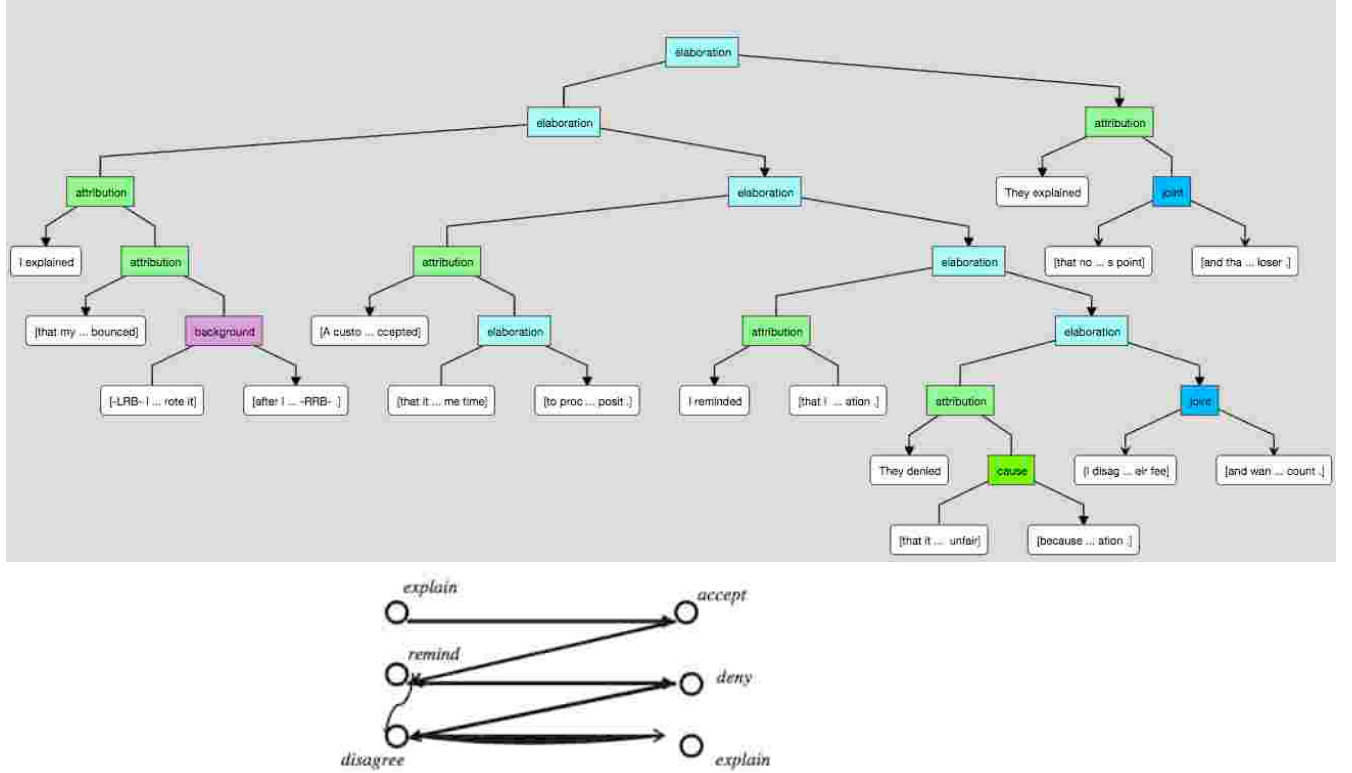 elaboration
elaboration
attribution
attribution
elaboration
They explained
joint
I explained
attribution
attribution
elaboration
[that no ... s point]
[and tha ... loser .]
[that my ... bounced]
background
[A custo ... ccepted]
elaboration
attribution
elaboration
[-LRB- I ... rote it]
[after I ... -RRB- .]
[that it ... me time]
[to proc ... posit .]
I reminded
[that I ... ation .]
attribution
joint
They denied
cause
[I disag ... eir fee]
[and wan ... count .]
[that it ... unfair]
[because ... ation .]
explain
accept
remind
deny
disagree
explain